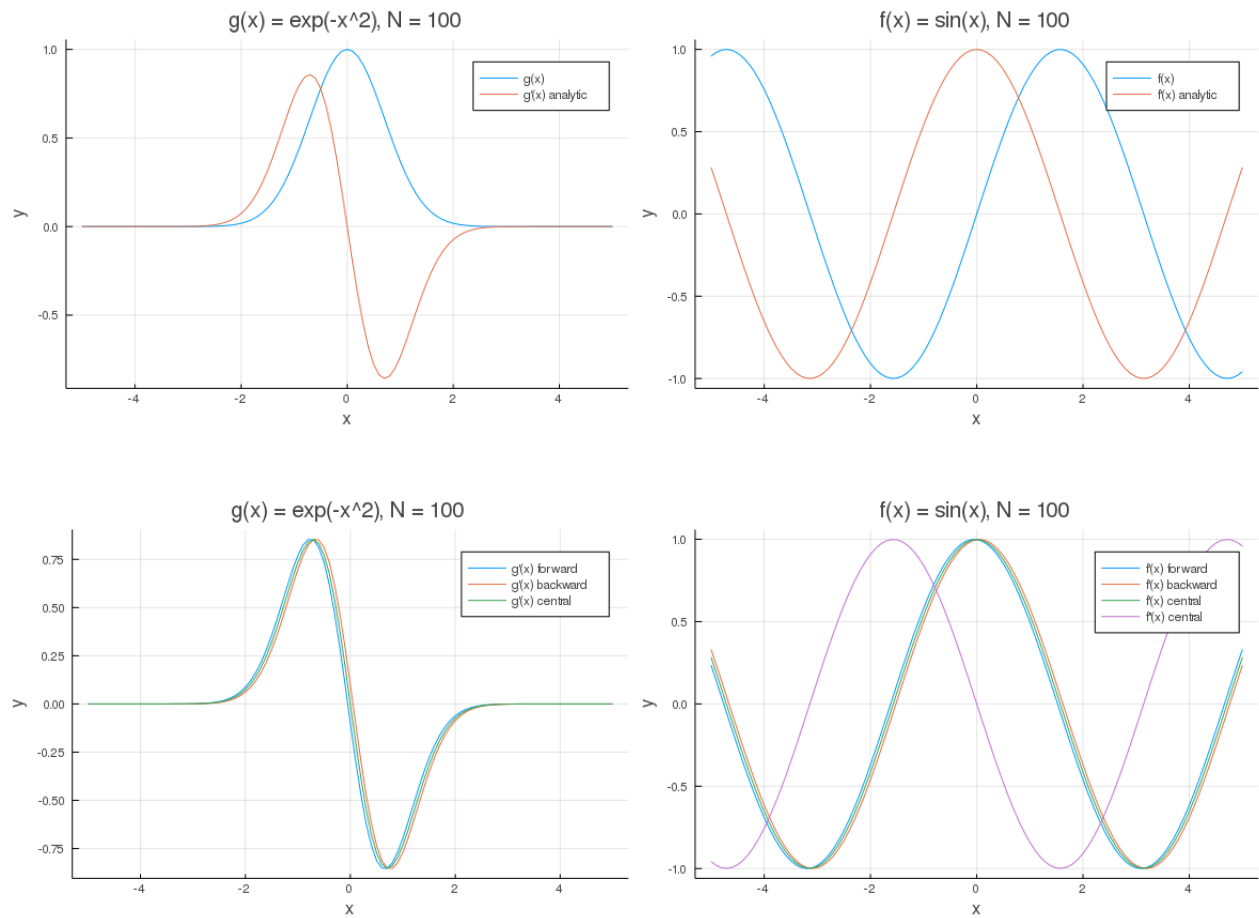 g(x) = exp(-x^2), N = 100
1.0
0.5
0.0
-0.5
y
g(x)
g'(x) analytic
-4
-2
0
2
4
x
f(x) = sin(x), N = 100
1.0
0.5
0.0
-0.5
-1.0
y
f(x)
f'(x) analytic
-4
-2
0
2
4
x
g(x) = exp(-x^2), N = 100
0.75
0.50
0.25
0.00
-0.25
-0.50
-0.75
y
g'(x) forward
g'(x) backward
g'(x) central
-4
-2
0
2
4
x
f(x) = sin(x), N = 100
1.0
0.5
0.0
-0.5
-1.0
y
f'(x) forward
f'(x) backward
f'(x) central
f''(x) central
-4
-2
0
2
4
x